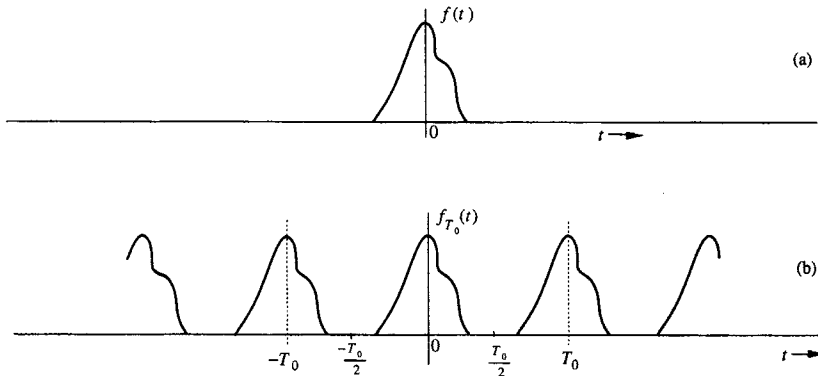 f(t)
(a)
0
t →
f_{T_0}(t)
(b)
-T_0
-T_0/2
0
T_0/2
T_0
t →